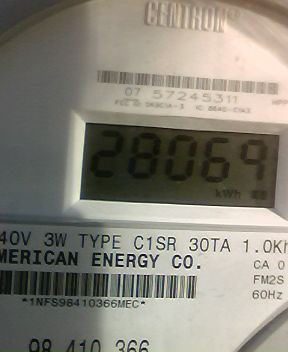 CENTRON®
07 57245311
28069
kWh
40V 3W TYPE C1SR 30TA 1.0Kh
MERICAN ENERGY CO.
CA 0
FM2S
60Hz
*1NFS98410366MEC*
98 410 366